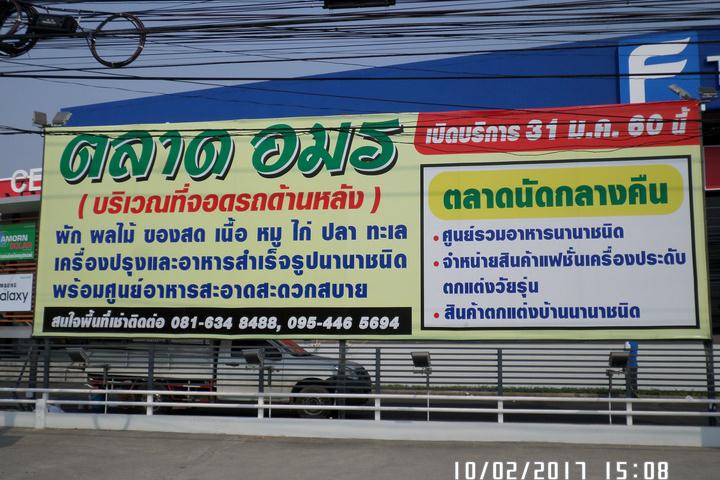 ตลาด อมร
( บริเวณที่จอดรถด้านหลัง )
ผัก ผลไม้ ของสด เนื้อ หมู ไก่ ปลา ทะเล
เครื่องปรุงและอาหารสำเร็จรูปนานาชนิด
พร้อมศูนย์อาหารสะอาดสะดวกสบาย
สนใจพื้นที่เช่าติดต่อ 081-634 8488, 095-446 5694
เปิดบริการ 31 ม.ค. 60 นี้
ตลาดนัดกลางคืน
• ศูนย์รวมอาหารนานาชนิด
• จำหน่ายสินค้าแฟชั่นเครื่องประดับ
ตกแต่งวัยรุ่น
• สินค้าตกแต่งบ้านนานาชนิด
CE
AMORN
SOLAR
alaxy
10/02/2017 15:08